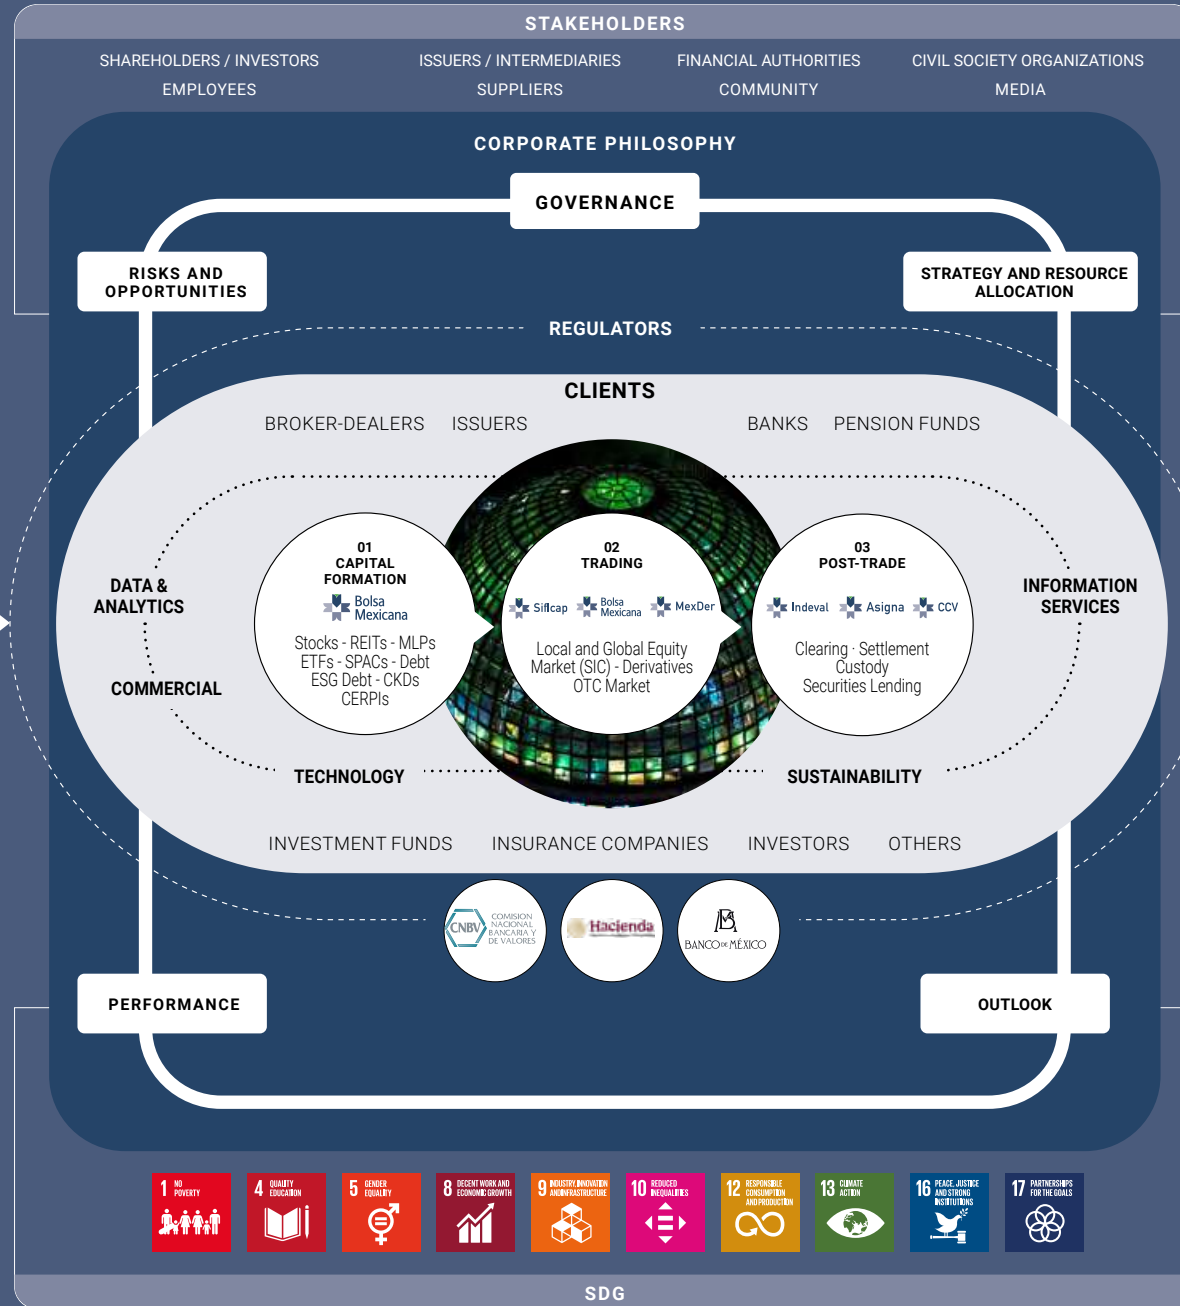 STAKEHOLDERS
SHAREHOLDERS / INVESTORS
ISSUERS / INTERMEDIARIES
FINANCIAL AUTHORITIES
CIVIL SOCIETY ORGANIZATIONS
EMPLOYEES
SUPPLIERS
COMMUNITY
MEDIA
CORPORATE PHILOSOPHY
GOVERNANCE
RISKS AND
OPPORTUNITIES
STRATEGY AND RESOURCE
ALLOCATION
REGULATORS
CLIENTS
BROKER-DEALERS
ISSUERS
BANKS
PENSION FUNDS
DATA &
ANALYTICS
COMMERCIAL
01
CAPITAL
FORMATION
Bolsa
Mexicana
Stocks - REITs - MLPs
ETFs - SPACs - Debt
ESG Debt - CKDs
CERPIs
02
TRADING
SifIcap
Bolsa
Mexicana
MexDer
Local and Global Equity
Market (SIC) - Derivatives
OTC Market
03
POST-TRADE
Indeval
Asigna
CCV
Clearing · Settlement
Custody
Securities Lending
INFORMATION
SERVICES
TECHNOLOGY
SUSTAINABILITY
INVESTMENT FUNDS
INSURANCE COMPANIES
INVESTORS
OTHERS
CNBV
COMISION
NACIONAL
BANCARIA Y
DE VALORES
Hacienda
BANCO DE MÉXICO
PERFORMANCE
OUTLOOK
1 NO
POVERTY
4 QUALITY
EDUCATION
5 GENDER
EQUALITY
8 DECENT WORK AND
ECONOMIC GROWTH
9 INDUSTRY, INNOVATION
AND INFRASTRUCTURE
10 REDUCED
INEQUALITIES
12 RESPONSIBLE
CONSUMPTION
AND PRODUCTION
13 CLIMATE
ACTION
16 PEACE, JUSTICE
AND STRONG
INSTITUTIONS
17 PARTNERSHIPS
FOR THE GOALS
SDG